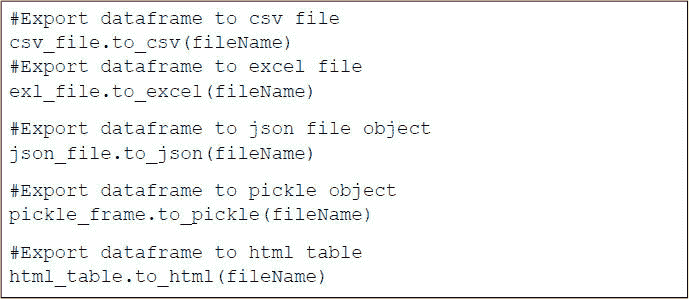 #Export dataframe to csv file
csv_file.to_csv(fileName)
#Export dataframe to excel file
exl_file.to_excel(fileName)
#Export dataframe to json file object
json_file.to_json(fileName)
#Export dataframe to pickle object
pickle_frame.to_pickle(fileName)
#Export dataframe to html table
html_table.to_html(fileName)